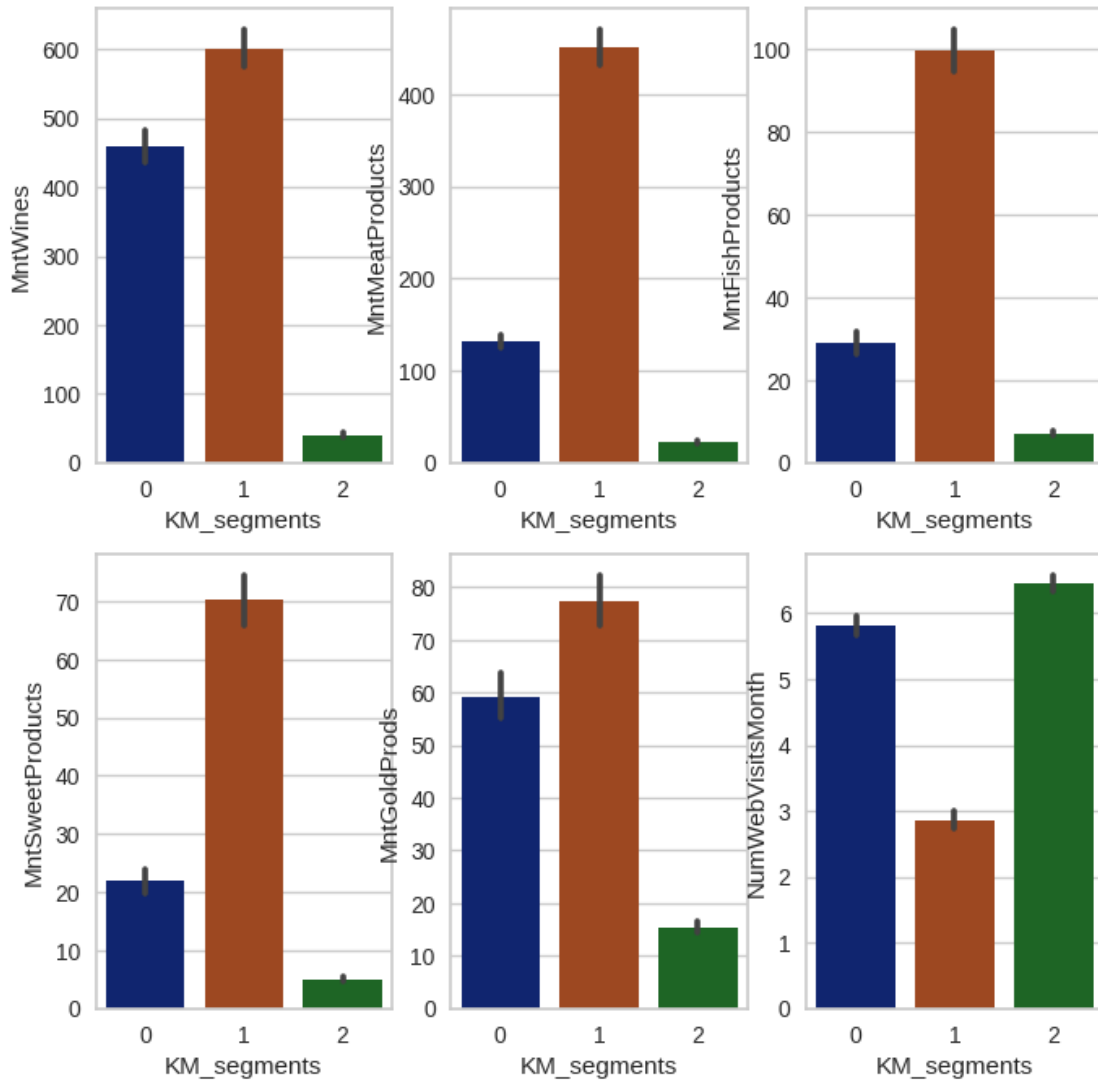 MntWines
600
500
400
300
200
100
0
0 1 2
KM_segments
MntMeatProducts
400
300
200
100
0
0 1 2
KM_segments
MntFishProducts
100
80
60
40
20
0
0 1 2
KM_segments
MntSweetProducts
70
60
50
40
30
20
10
0
0 1 2
KM_segments
MntGoldProds
80
70
60
50
40
30
20
10
0
0 1 2
KM_segments
NumWebVisitsMonth
6
5
4
3
2
1
0
0 1 2
KM_segments